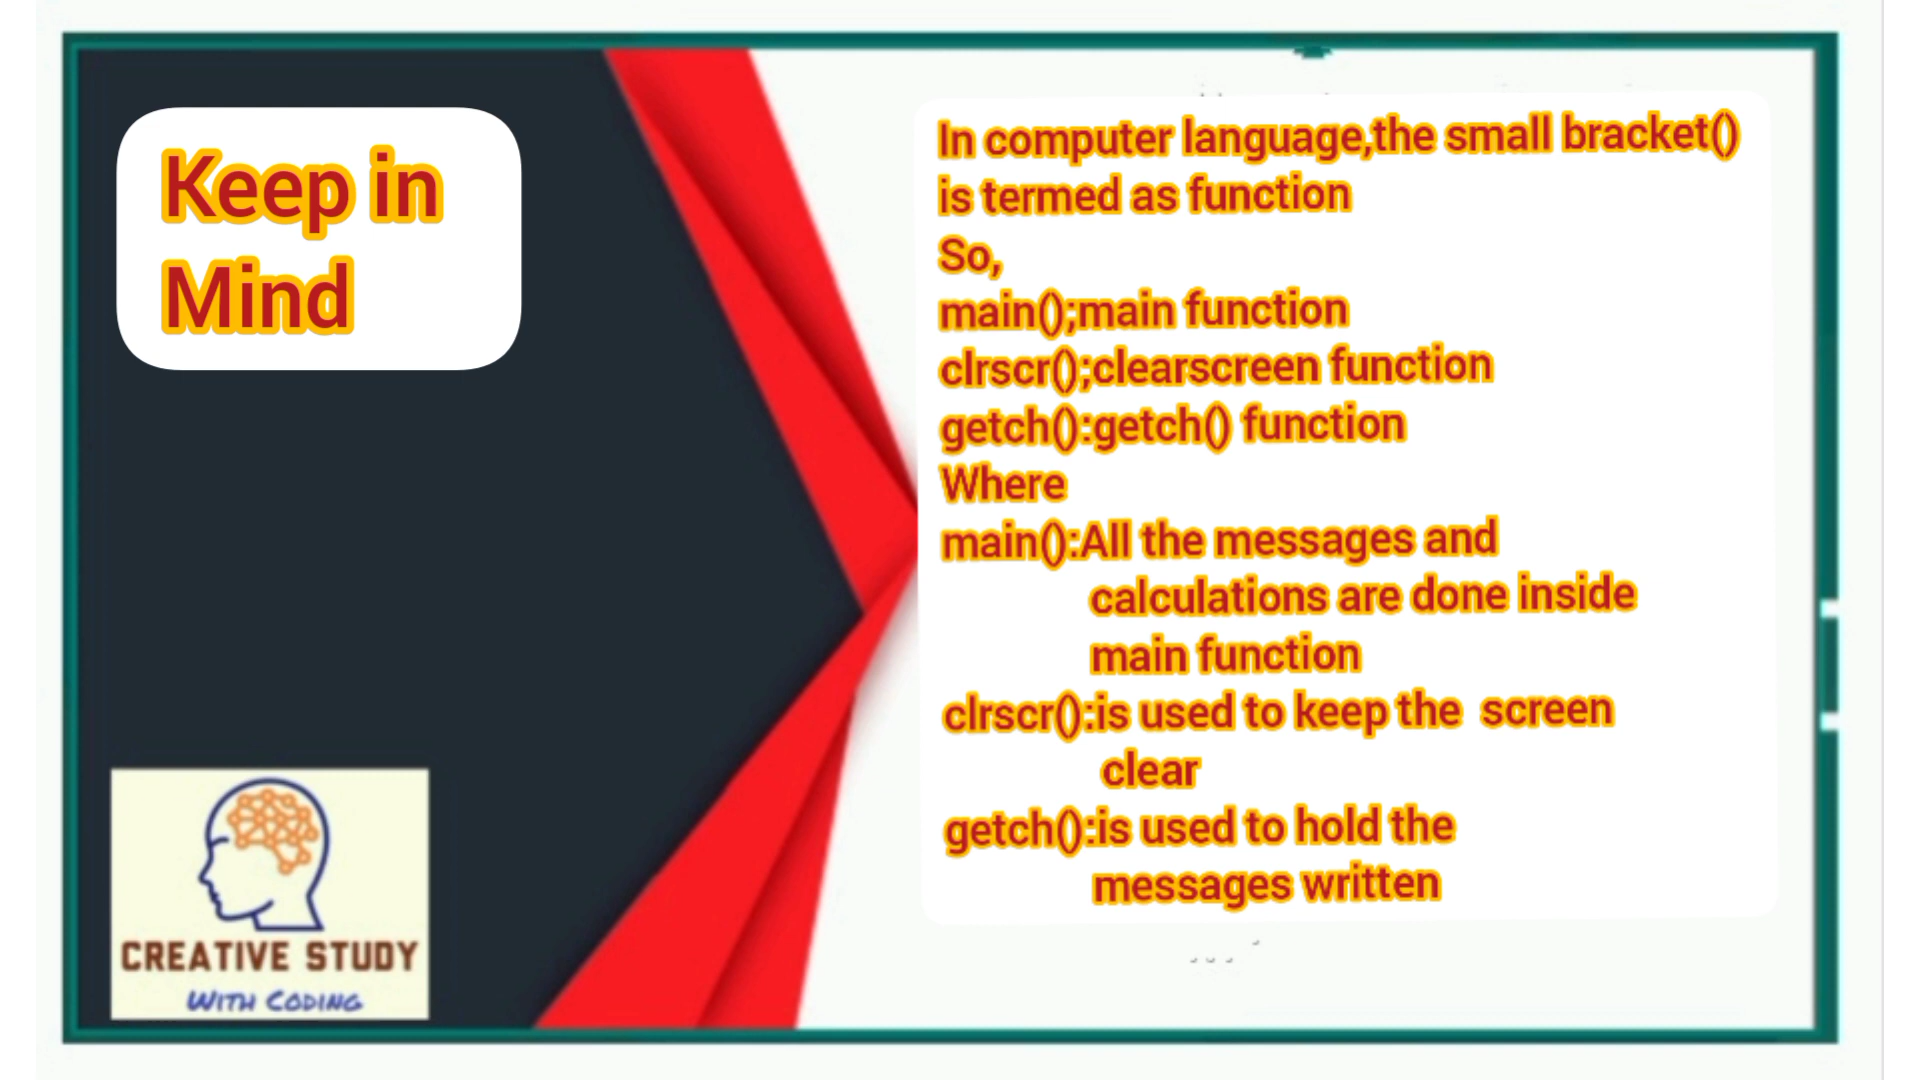 Keep in
Mind
In computer language,the small bracket()
is termed as function
So,
main();main function
clrscr();clearscreen function
getch():getch() function
Where
main():All the messages and
calculations are done inside
main function
clrscr():is used to keep the screen
clear
getch():is used to hold the
messages written
CREATIVE STUDY
WITH CODING